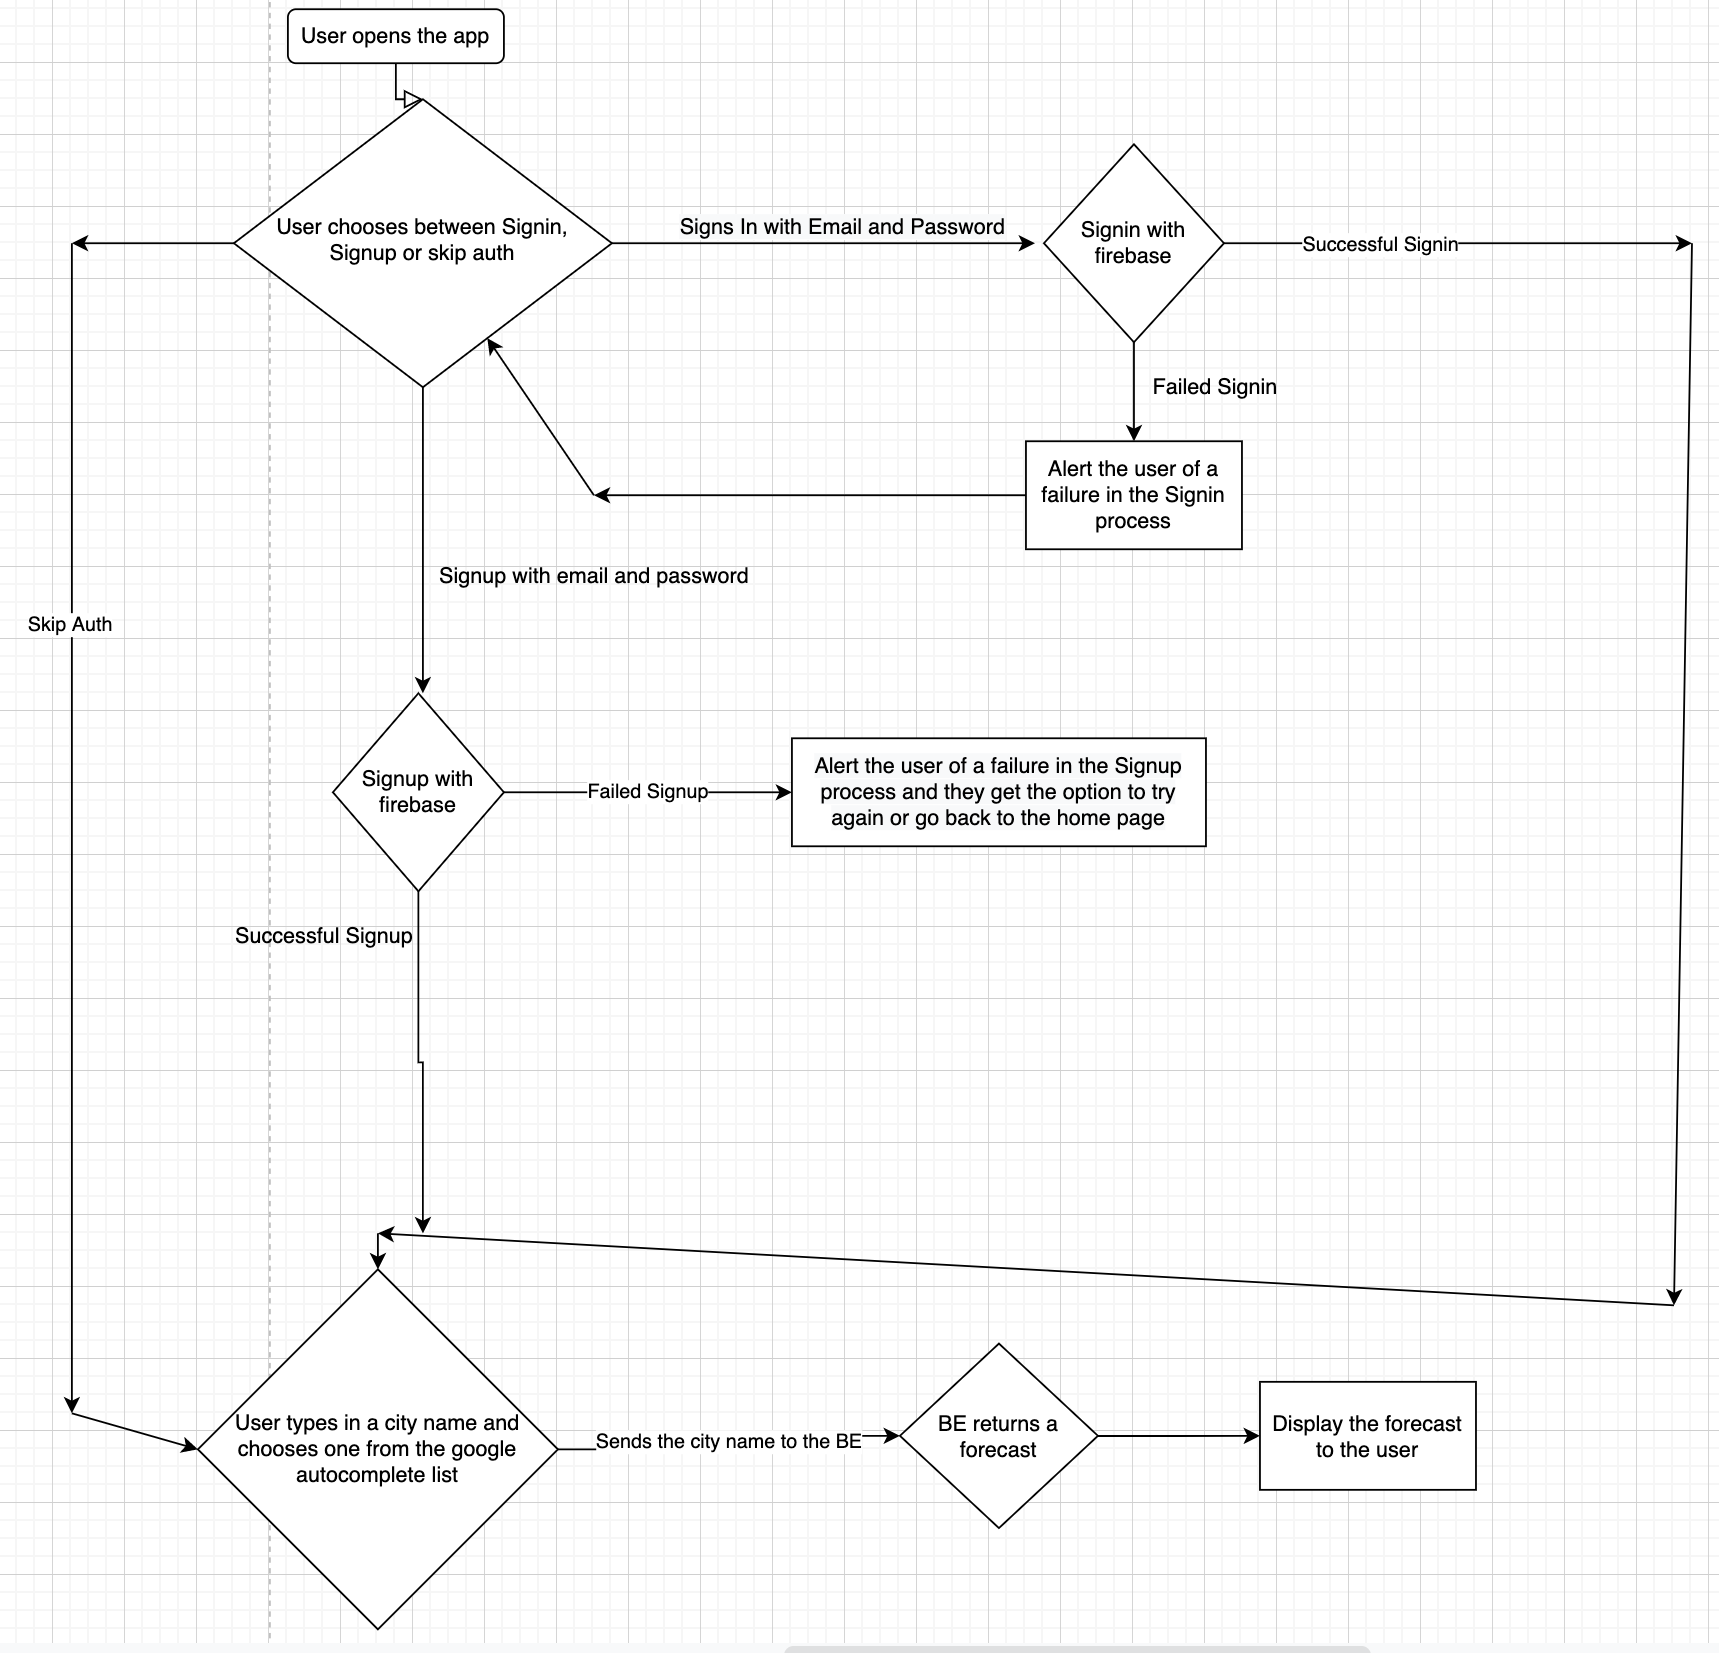 User opens the app
User chooses between Signin,
Signup or skip auth
Signs In with Email and Password
Signin with
firebase
Successful Signin
Failed Signin
Alert the user of a
failure in the Signin
process
Signup with email and password
Skip Auth
Signup with
firebase
Failed Signup
Alert the user of a failure in the Signup
process and they get the option to try
again or go back to the home page
Successful Signup
User types in a city name and
chooses one from the google
autocomplete list
Sends the city name to the BE
BE returns a
forecast
Display the forecast
to the user